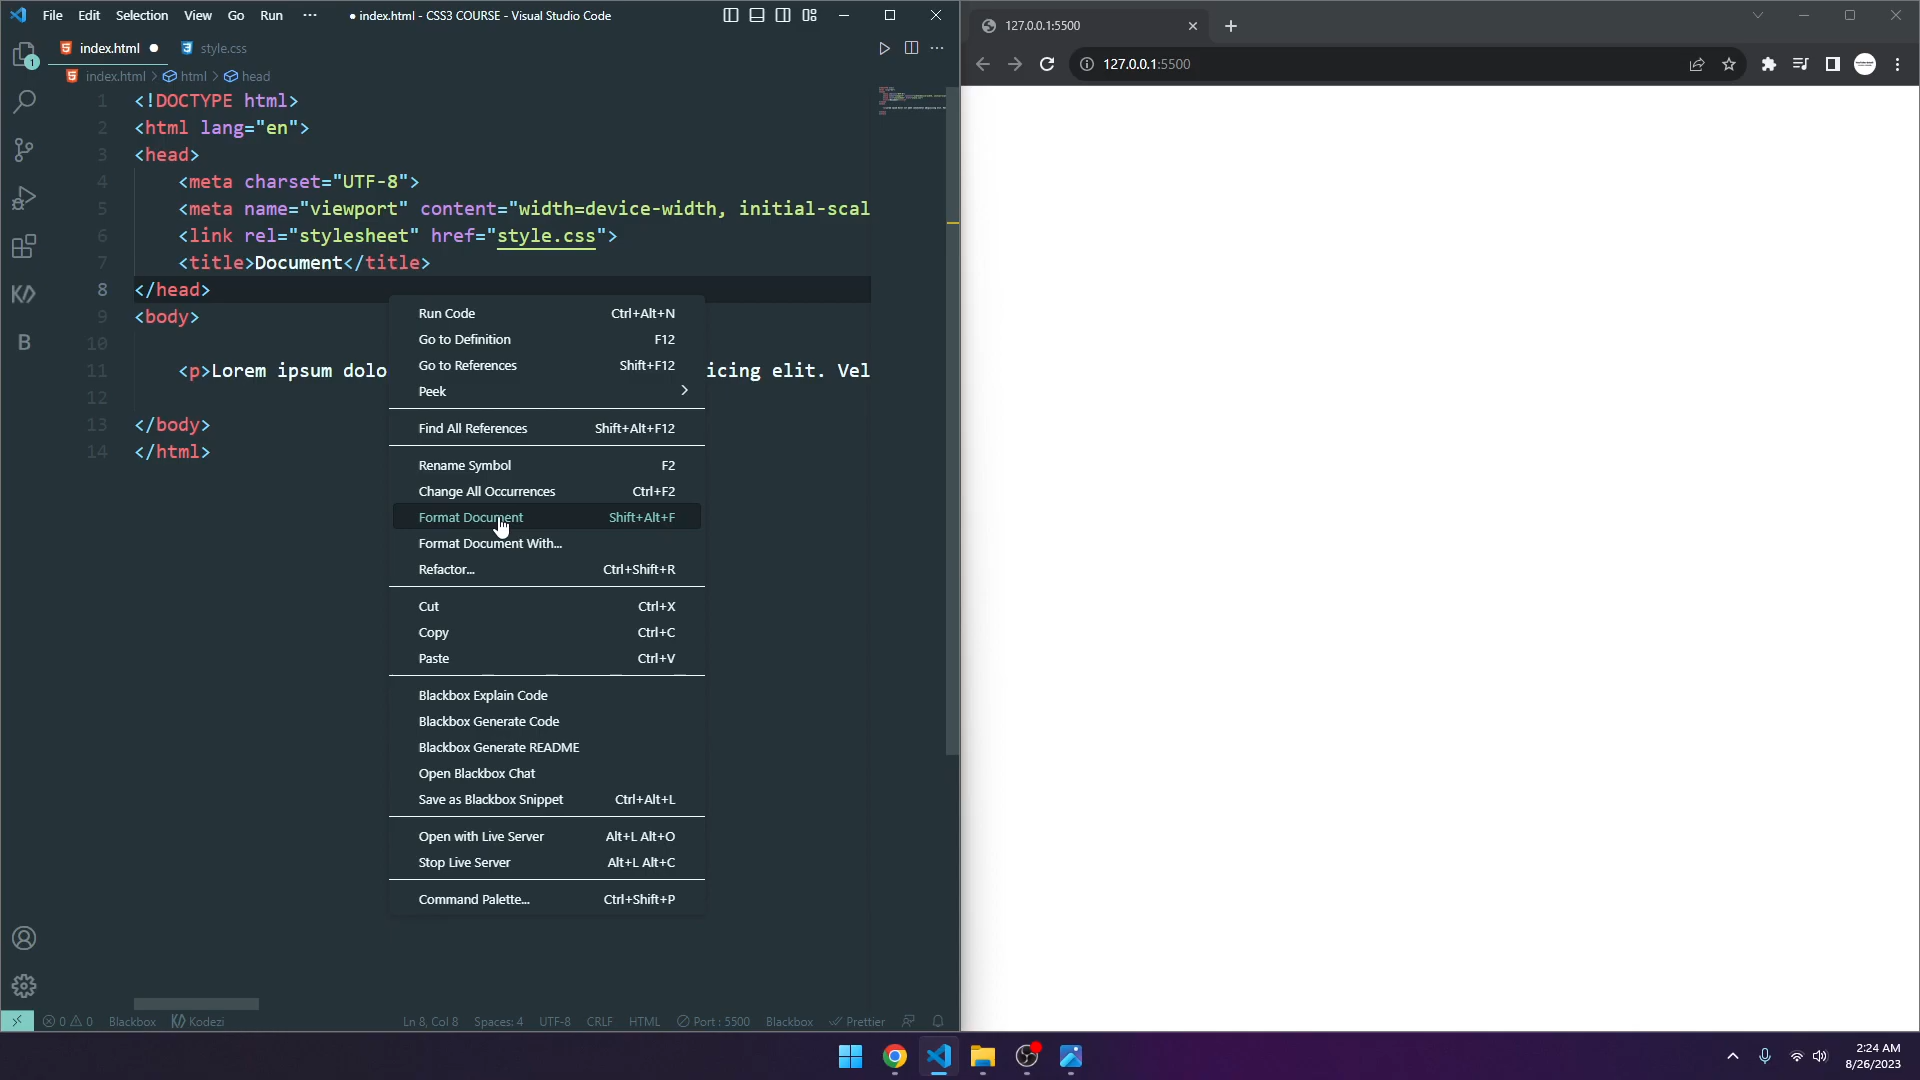 File Edit Selection View Go Run ··· ● index.html - CSS3 COURSE - Visual Studio Code
index.html ● style.css
index.html > html > head
1 <!DOCTYPE html>
2 <html lang="en">
3 <head>
4 <meta charset="UTF-8">
5 <meta name="viewport" content="width=device-width, initial-scal
6 <link rel="stylesheet" href="style.css">
7 <title>Document</title>
8 </head>
9 <body>
10
11 <p>Lorem ipsum dolo icing elit. Vel
12
13 </body>
14 </html>
Run Code Ctrl+Alt+N
Go to Definition F12
Go to References Shift+F12
Peek >
Find All References Shift+Alt+F12
Rename Symbol F2
Change All Occurrences Ctrl+F2
Format Document Shift+Alt+F
Format Document With...
Refactor... Ctrl+Shift+R
Cut Ctrl+X
Copy Ctrl+C
Paste Ctrl+V
Blackbox Explain Code
Blackbox Generate Code
Blackbox Generate README
Open Blackbox Chat
Save as Blackbox Snippet Ctrl+Alt+L
Open with Live Server Alt+L Alt+O
Stop Live Server Alt+L Alt+C
Command Palette... Ctrl+Shift+P
1
B
0 0 Blackbox Kodezi Ln 8, Col 8 Spaces: 4 UTF-8 CRLF HTML Port : 5500 Blackbox Prettier
127.0.0.1:5500
127.0.0.1:5500
2:24 AM
8/26/2023